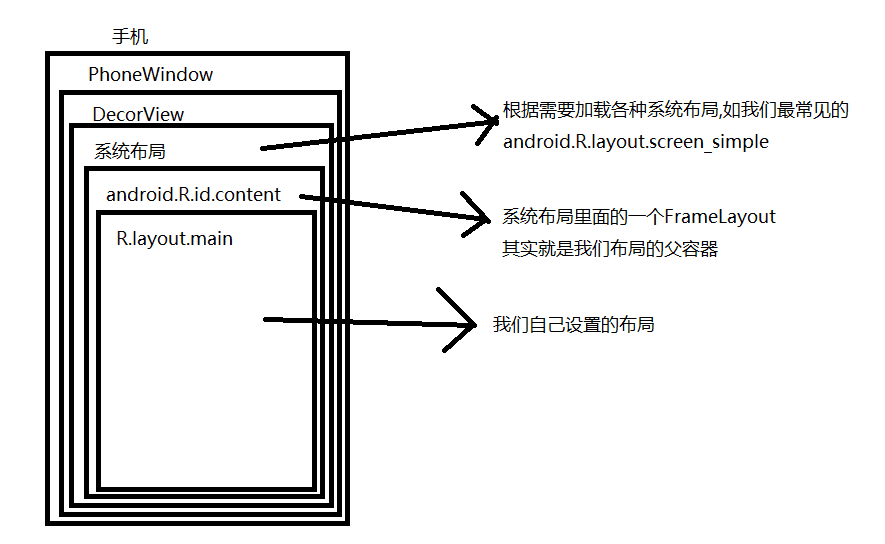 手机
PhoneWindow
DecorView
系统布局
android.R.id.content
R.layout.main
根据需要加载各种系统布局,如我们最常见的
android.R.layout.screen_simple
系统布局里面的一个FrameLayout
其实就是我们布局的父容器
我们自己设置的布局